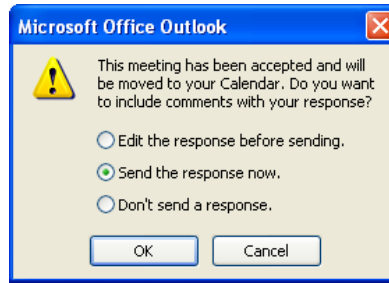 Microsoft Office Outlook
This meeting has been accepted and will
be moved to your Calendar. Do you want
to include comments with your response?
Edit the response before sending.
Send the response now.
Don't send a response.
OK Cancel